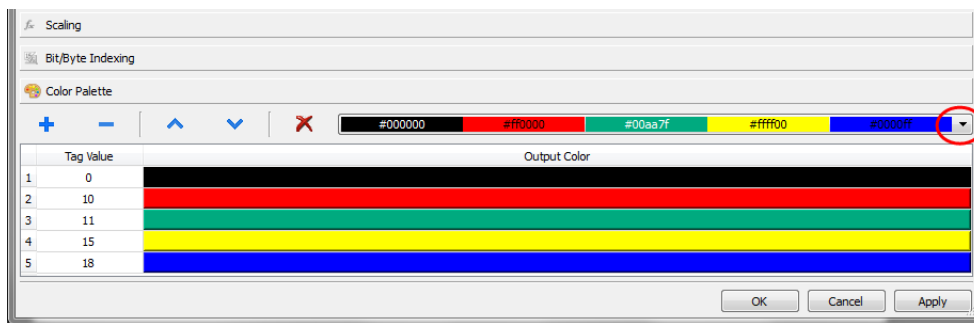 Scaling
Bit/Byte Indexing
Color Palette
#000000 #ff0000 #00aa7f #ffff00 #0000ff
Tag Value Output Color
1 0
2 10
3 11
4 15
5 18
OK Cancel Apply